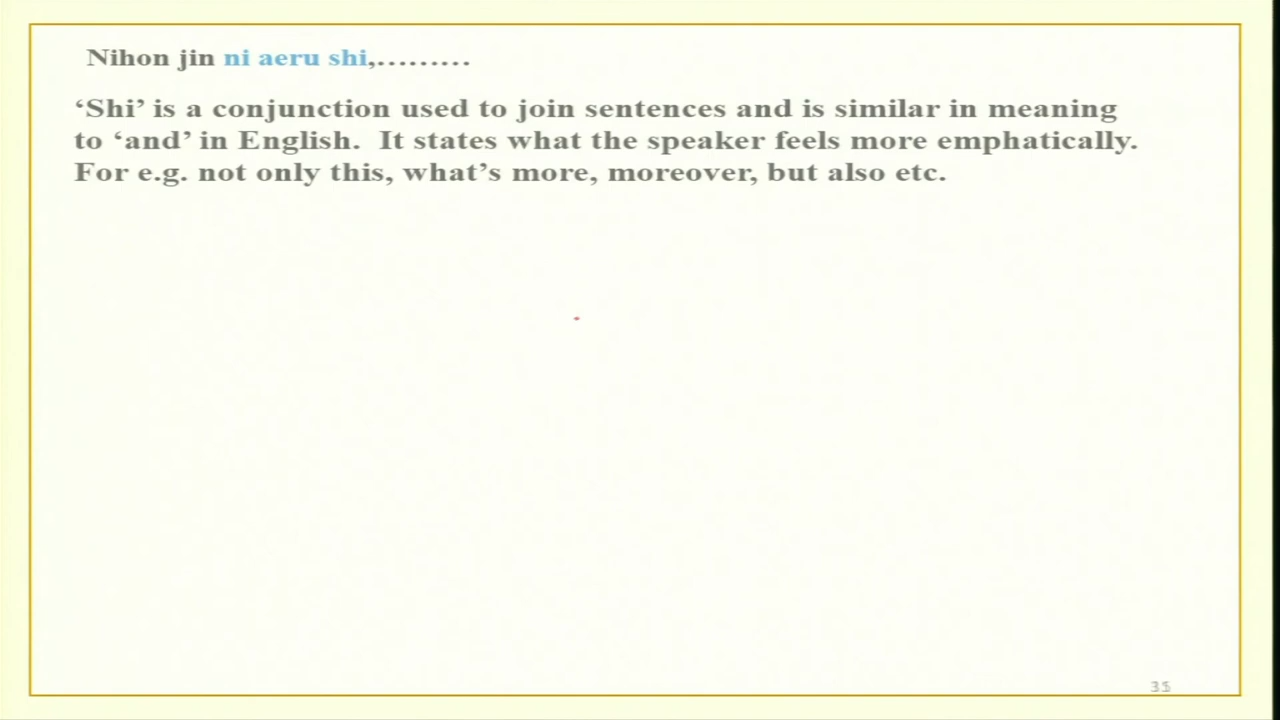 Nihon jin ni aeru shi,.........
‘Shi’ is a conjunction used to join sentences and is similar in meaning
to ‘and’ in English. It states what the speaker feels more emphatically.
For e.g. not only this, what’s more, moreover, but also etc.
35